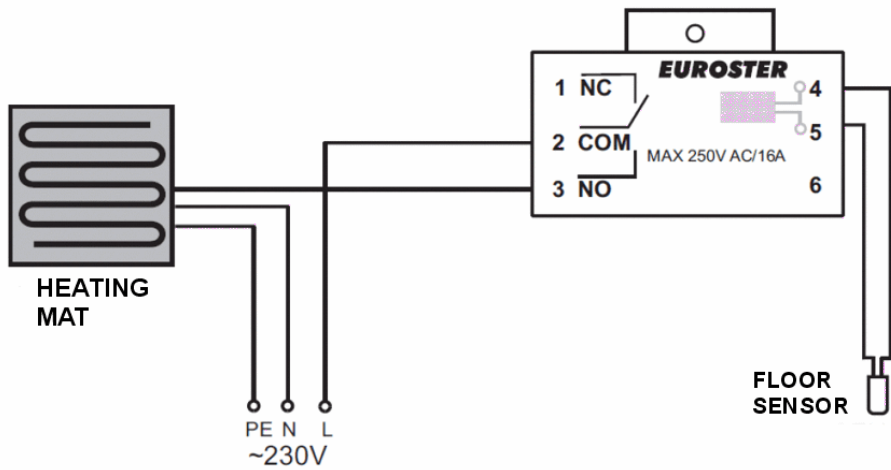 EUROSTER
1 NC
4
2 COM
5
MAX 250V AC/16A
3 NO
6
HEATING
MAT
FLOOR
SENSOR
PE N L
~230V